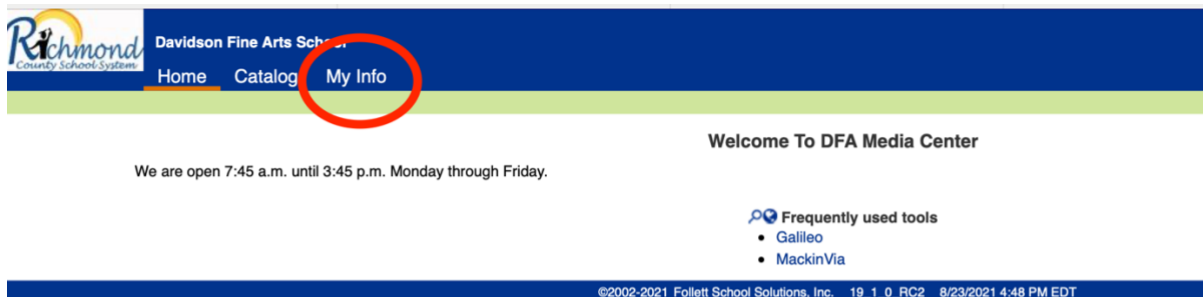 Richmond
County School System
Davidson Fine Arts School
Home Catalog My Info
Welcome To DFA Media Center
We are open 7:45 a.m. until 3:45 p.m. Monday through Friday.
Frequently used tools
• Galileo
• MackinVia
©2002-2021 Follett School Solutions, Inc. 19_1_0_RC2 8/23/2021 4:48 PM EDT